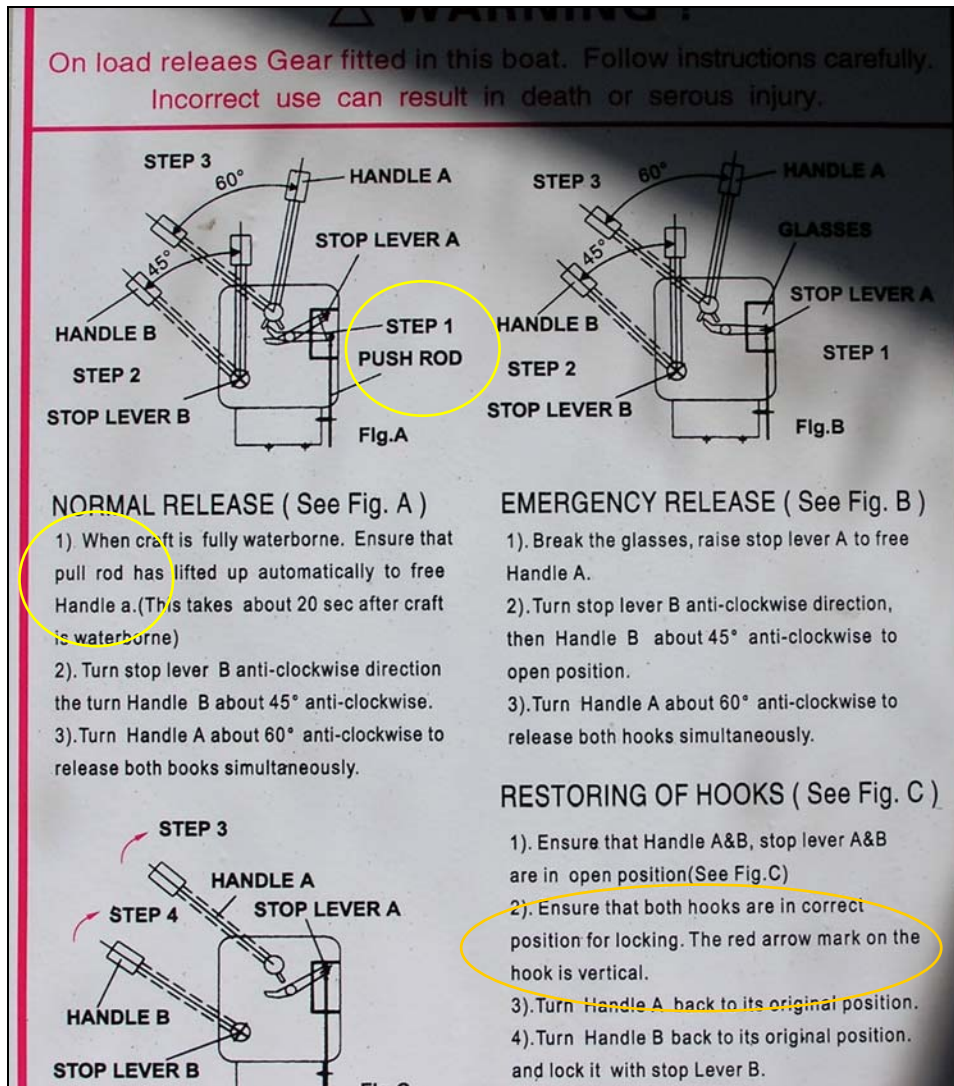 WARNING !
On load releaes Gear fitted in this boat. Follow instructions carefully.
Incorrect use can result in death or serous injury.
STEP 3
60°
HANDLE A
STOP LEVER A
45°
HANDLE B
STEP 1
PUSH ROD
STEP 2
STOP LEVER B
FIg.A
STEP 3
60°
HANDLE A
GLASSES
45°
STOP LEVER A
HANDLE B
STEP 1
STEP 2
STOP LEVER B
FIg.B
NORMAL RELEASE ( See Fig. A )
1). When craft is fully waterborne. Ensure that
pull rod has lifted up automatically to free
Handle a.(This takes about 20 sec after craft
is waterborne)
2). Turn stop lever B anti-clockwise direction
the turn Handle B about 45° anti-clockwise.
3).Turn Handle A about 60° anti-clockwise to
release both books simultaneously.
EMERGENCY RELEASE ( See Fig. B )
1). Break the glasses, raise stop lever A to free
Handle A.
2).Turn stop lever B anti-clockwise direction,
then Handle B about 45° anti-clockwise to
open position.
3).Turn Handle A about 60° anti-clockwise to
release both hooks simultaneously.
STEP 3
HANDLE A
STEP 4
STOP LEVER A
HANDLE B
STOP LEVER B
RESTORING OF HOOKS ( See Fig. C )
1). Ensure that Handle A&B, stop lever A&B
are in open position(See Fig.C)
2). Ensure that both hooks are in correct
position for locking. The red arrow mark on the
hook is vertical.
3).Turn Handle A back to its original position.
4).Turn Handle B back to its original position.
and lock it with stop Lever B.